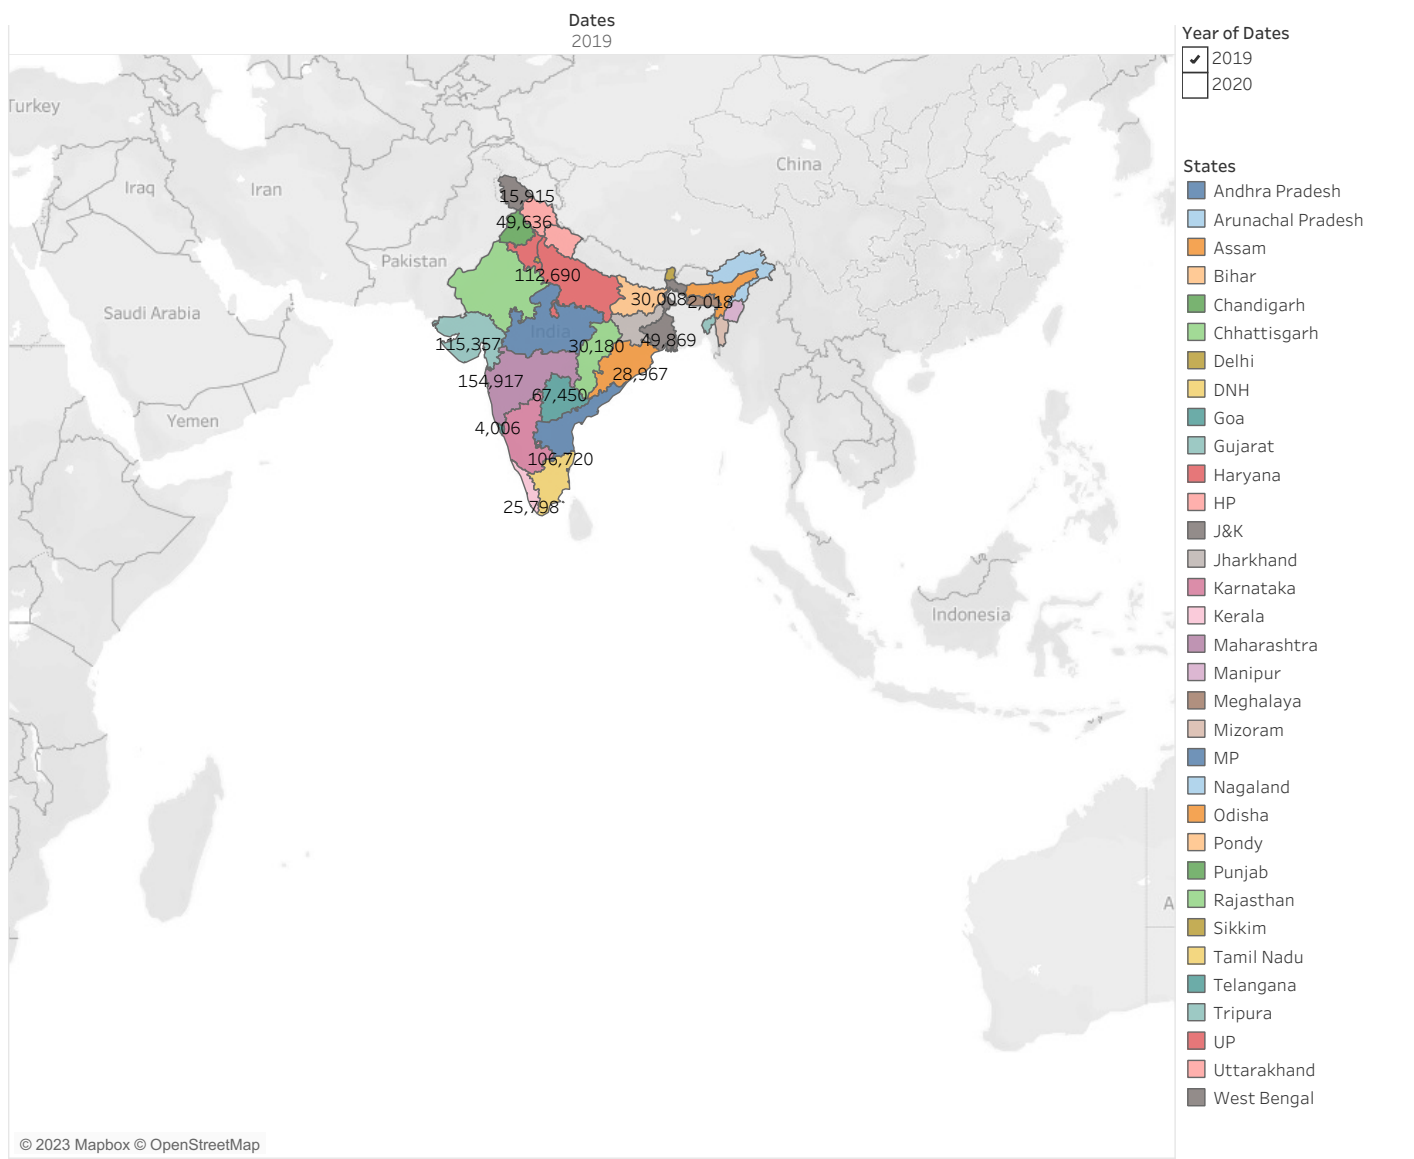 Dates
2019
Turkey
Iraq
Iran
China
Pakistan
Saudi Arabia
Yemen
India
Indonesia
15,915
49,636
112,690
30,008
2,018
115,357
30,180
49,869
154,917
28,967
67,450
4,006
106,720
25,798
A
© 2023 Mapbox © OpenStreetMap
Year of Dates
2019
2020
States
Andhra Pradesh
Arunachal Pradesh
Assam
Bihar
Chandigarh
Chhattisgarh
Delhi
DNH
Goa
Gujarat
Haryana
HP
J&K
Jharkhand
Karnataka
Kerala
Maharashtra
Manipur
Meghalaya
Mizoram
MP
Nagaland
Odisha
Pondy
Punjab
Rajasthan
Sikkim
Tamil Nadu
Telangana
Tripura
UP
Uttarakhand
West Bengal